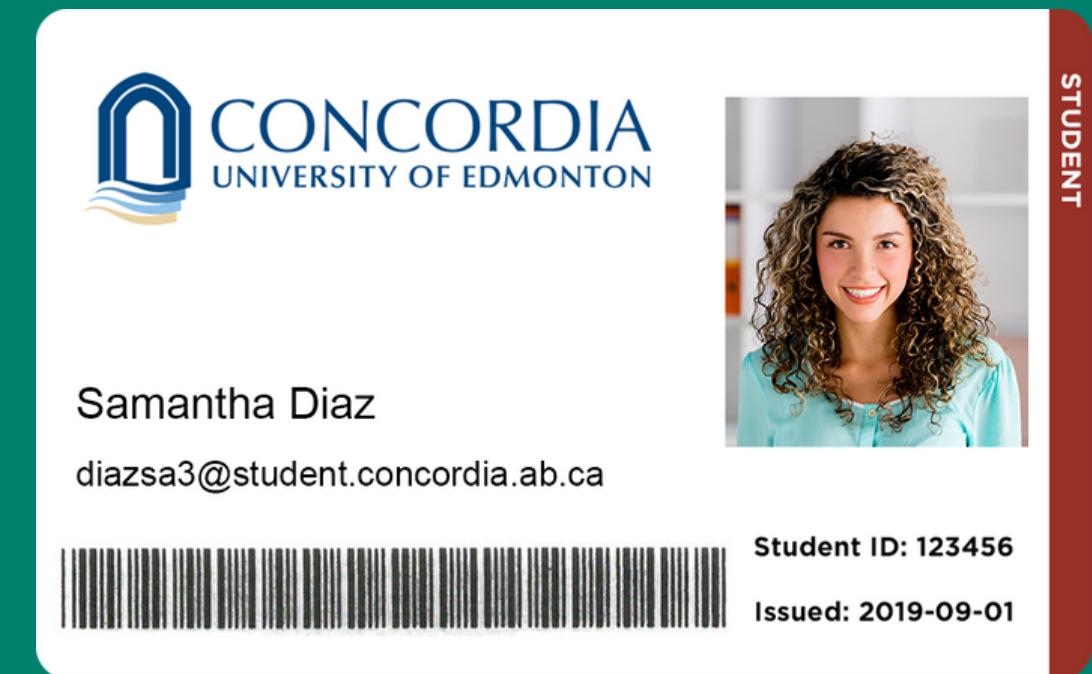 CONCORDIA
UNIVERSITY OF EDMONTON
STUDENT
Samantha Diaz
diazsa3@student.concordia.ab.ca
Student ID: 123456
Issued: 2019-09-01